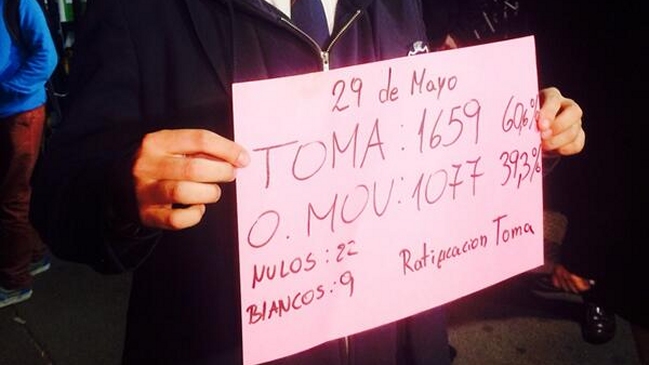 29 de Mayo
TOMA: 1659 60,6%
O. MOV: 1077 39,3%
NULOS: 22
BlANCOS: 9
Ratificacion Toma